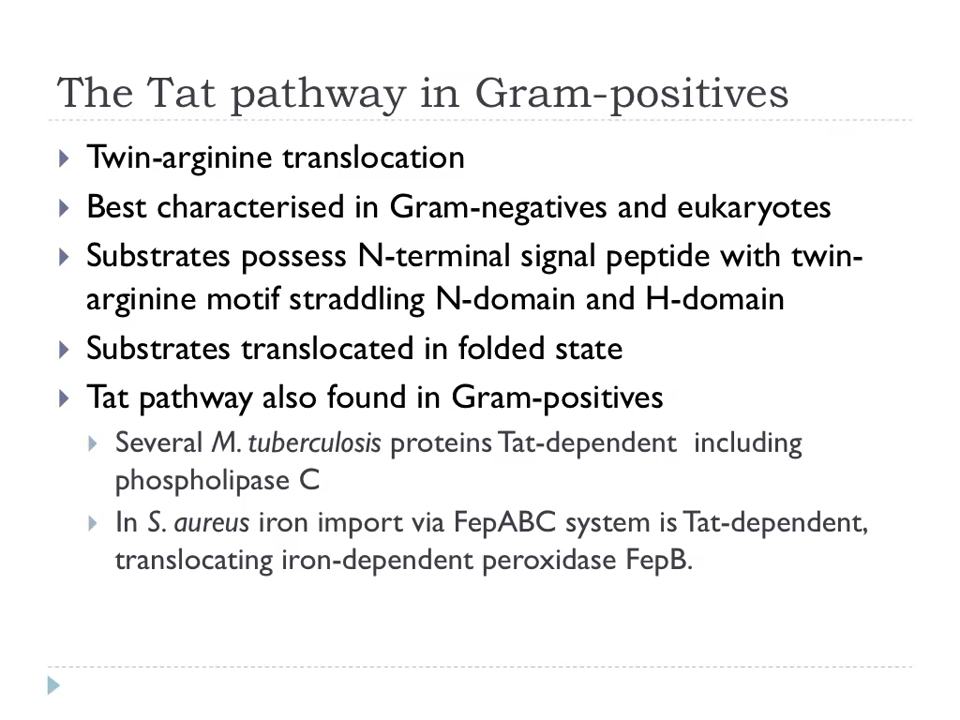 The Tat pathway in Gram-positives
Twin-arginine translocation
Best characterised in Gram-negatives and eukaryotes
Substrates possess N-terminal signal peptide with twin-
arginine motif straddling N-domain and H-domain
Substrates translocated in folded state
Tat pathway also found in Gram-positives
Several M. tuberculosis proteins Tat-dependent including
phospholipase C
In S. aureus iron import via FepABC system is Tat-dependent,
translocating iron-dependent peroxidase FepB.